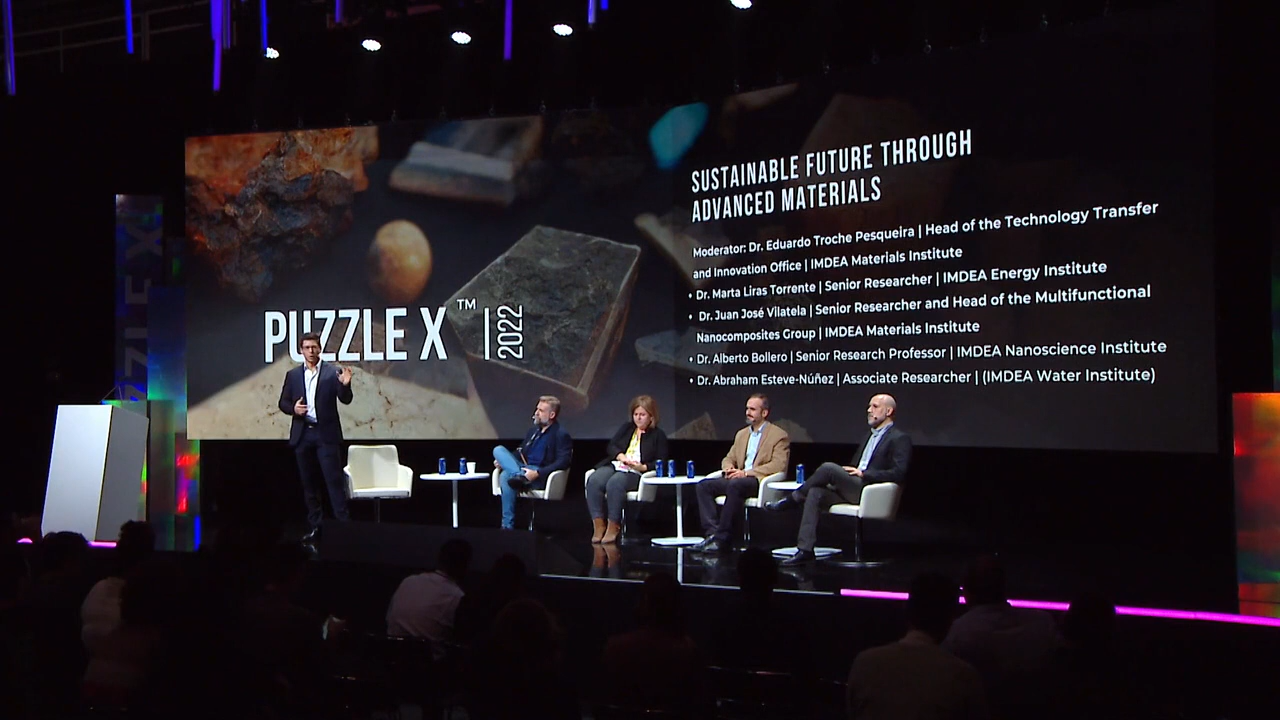 SUSTAINABLE FUTURE THROUGH
ADVANCED MATERIALS
Moderator: Dr. Eduardo Troche Pesqueira | Head of the Technology Transfer
and Innovation Office | IMDEA Materials Institute
• Dr. Marta Liras Torrente | Senior Researcher | IMDEA Energy Institute
• Dr. Juan José Vilatela | Senior Researcher and Head of the Multifunctional
Nanocomposites Group | IMDEA Materials Institute
• Dr. Alberto Bollero | Senior Research Professor | IMDEA Nanoscience Institute
• Dr. Abraham Esteve-Núñez | Associate Researcher | (IMDEA Water Institute)
PUZZLE X™ | 2022